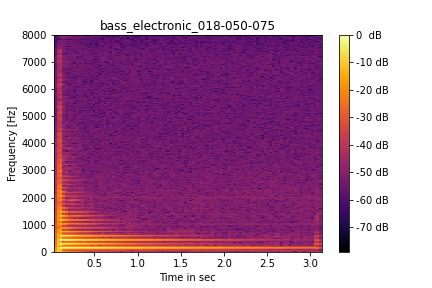 bass_electronic_018-050-075
8000
7000
6000
5000
4000
3000
2000
1000
0
Frequency [Hz]
0.5 1.0 1.5 2.0 2.5 3.0
Time in sec
0 dB
-10 dB
-20 dB
-30 dB
-40 dB
-50 dB
-60 dB
-70 dB